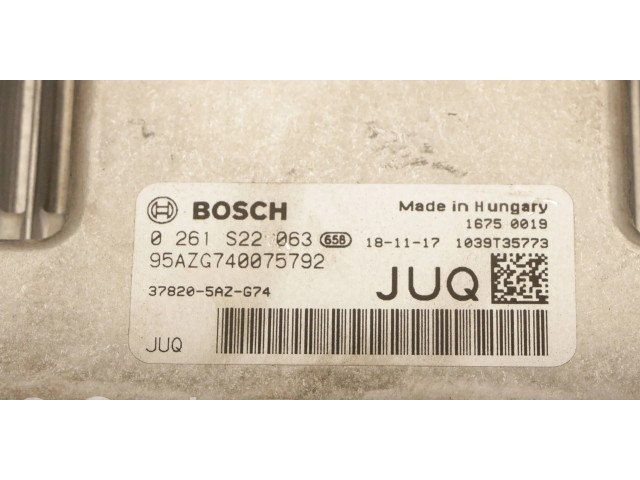 BOSCH
Made in Hungary
1675 0019
0 261 S22 063 658 18-11-17 1039T35773
95AZG740075792
37820-5AZ-G74
JUQ
JUQ